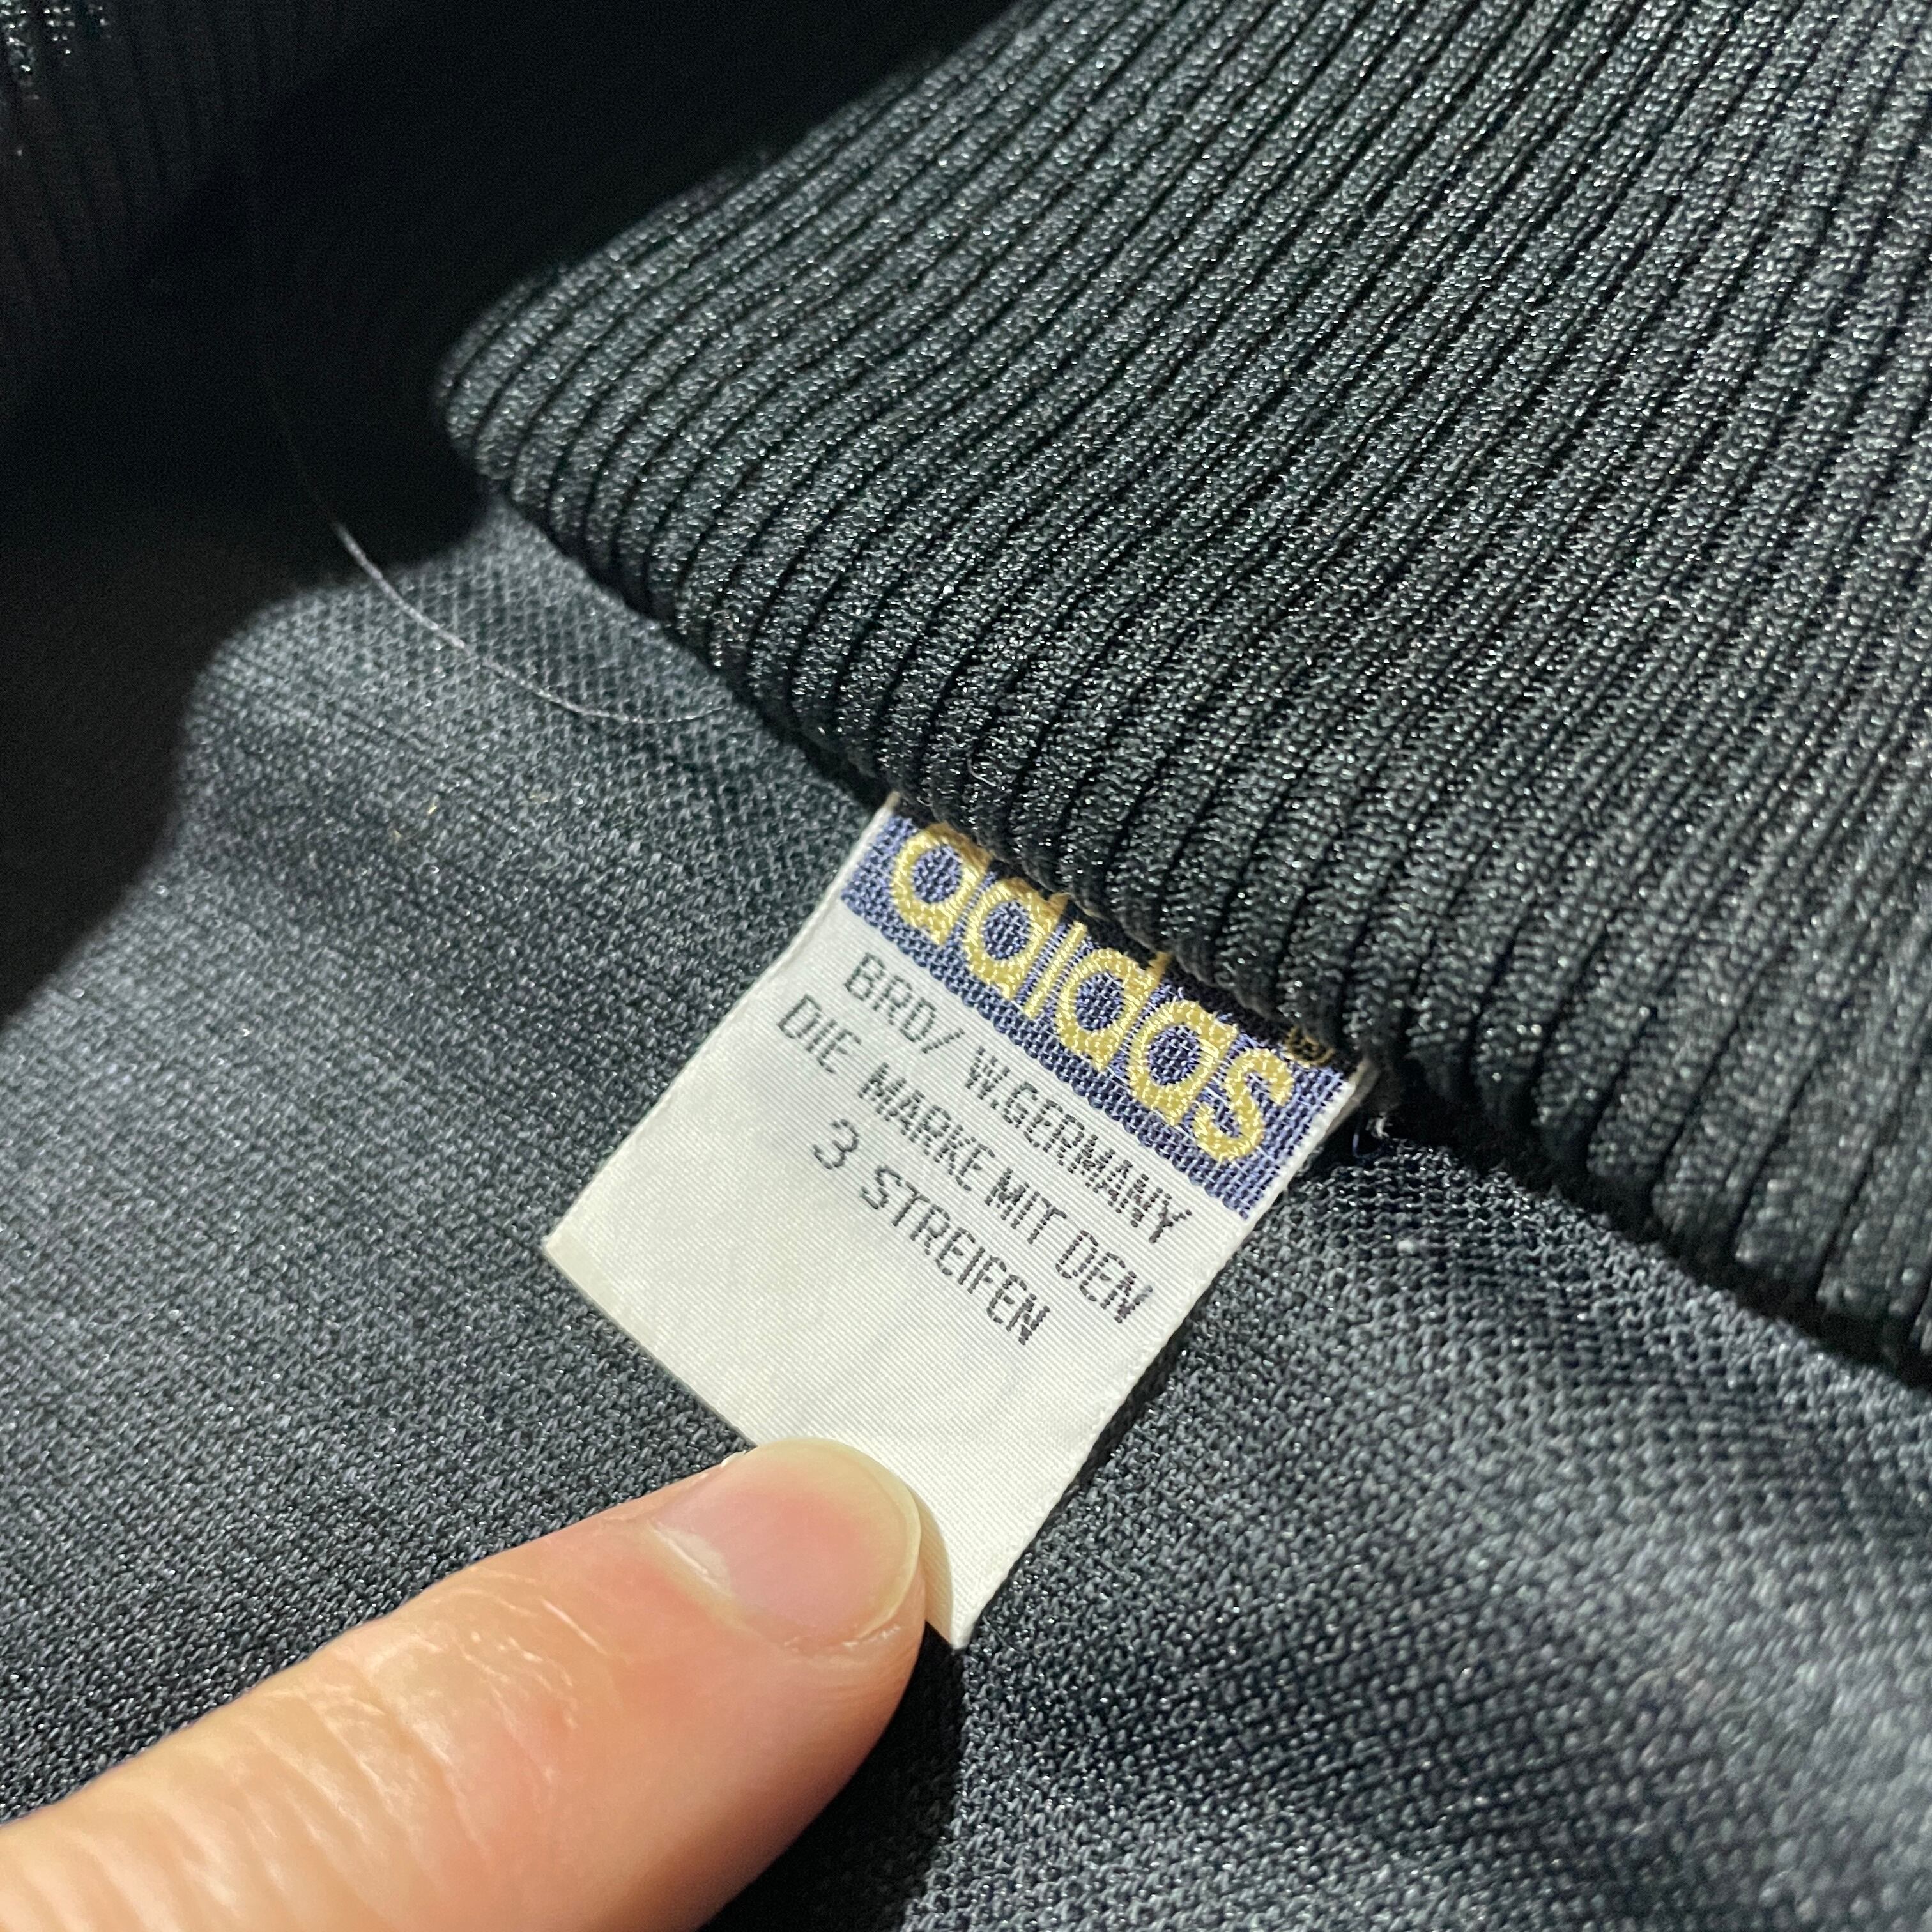 adidas®
BRD/ W.GERMANY
DIE MARKE MIT DEN
3 STREIFEN